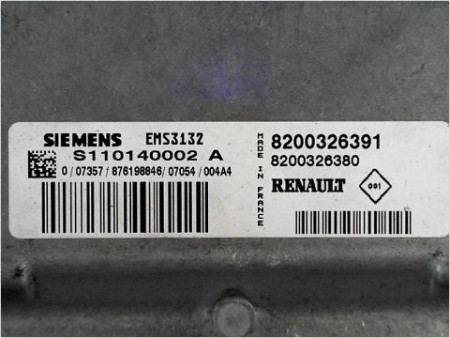 SIEMENS EMS3132
S110140002 A
0 / 07357 / 876198846 / 07054 / 004A4
MADE IN FRANCE
8200326391
8200326380
RENAULT 001